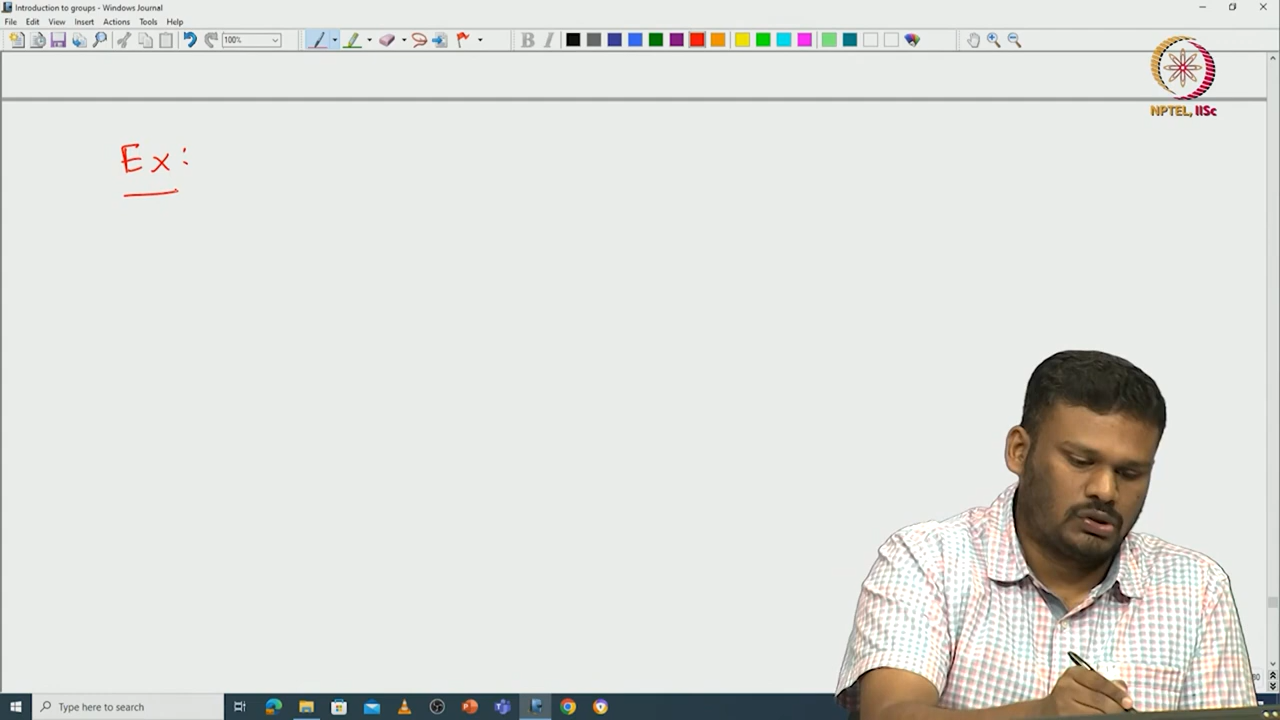 Introduction to groups - Windows Journal
File Edit View Insert Actions Tools Help
100%
B I
NPTEL, IISc
Ex:
Type here to search